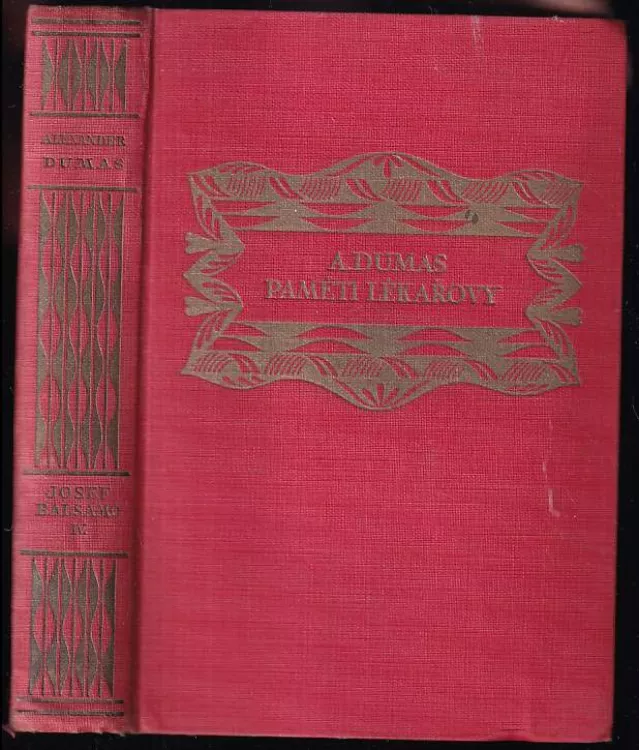 ALEXANDER
DUMAS
JOSEF
BALSAMO
IV.
A. DUMAS
PAMĚTI LÉKAŘOVY